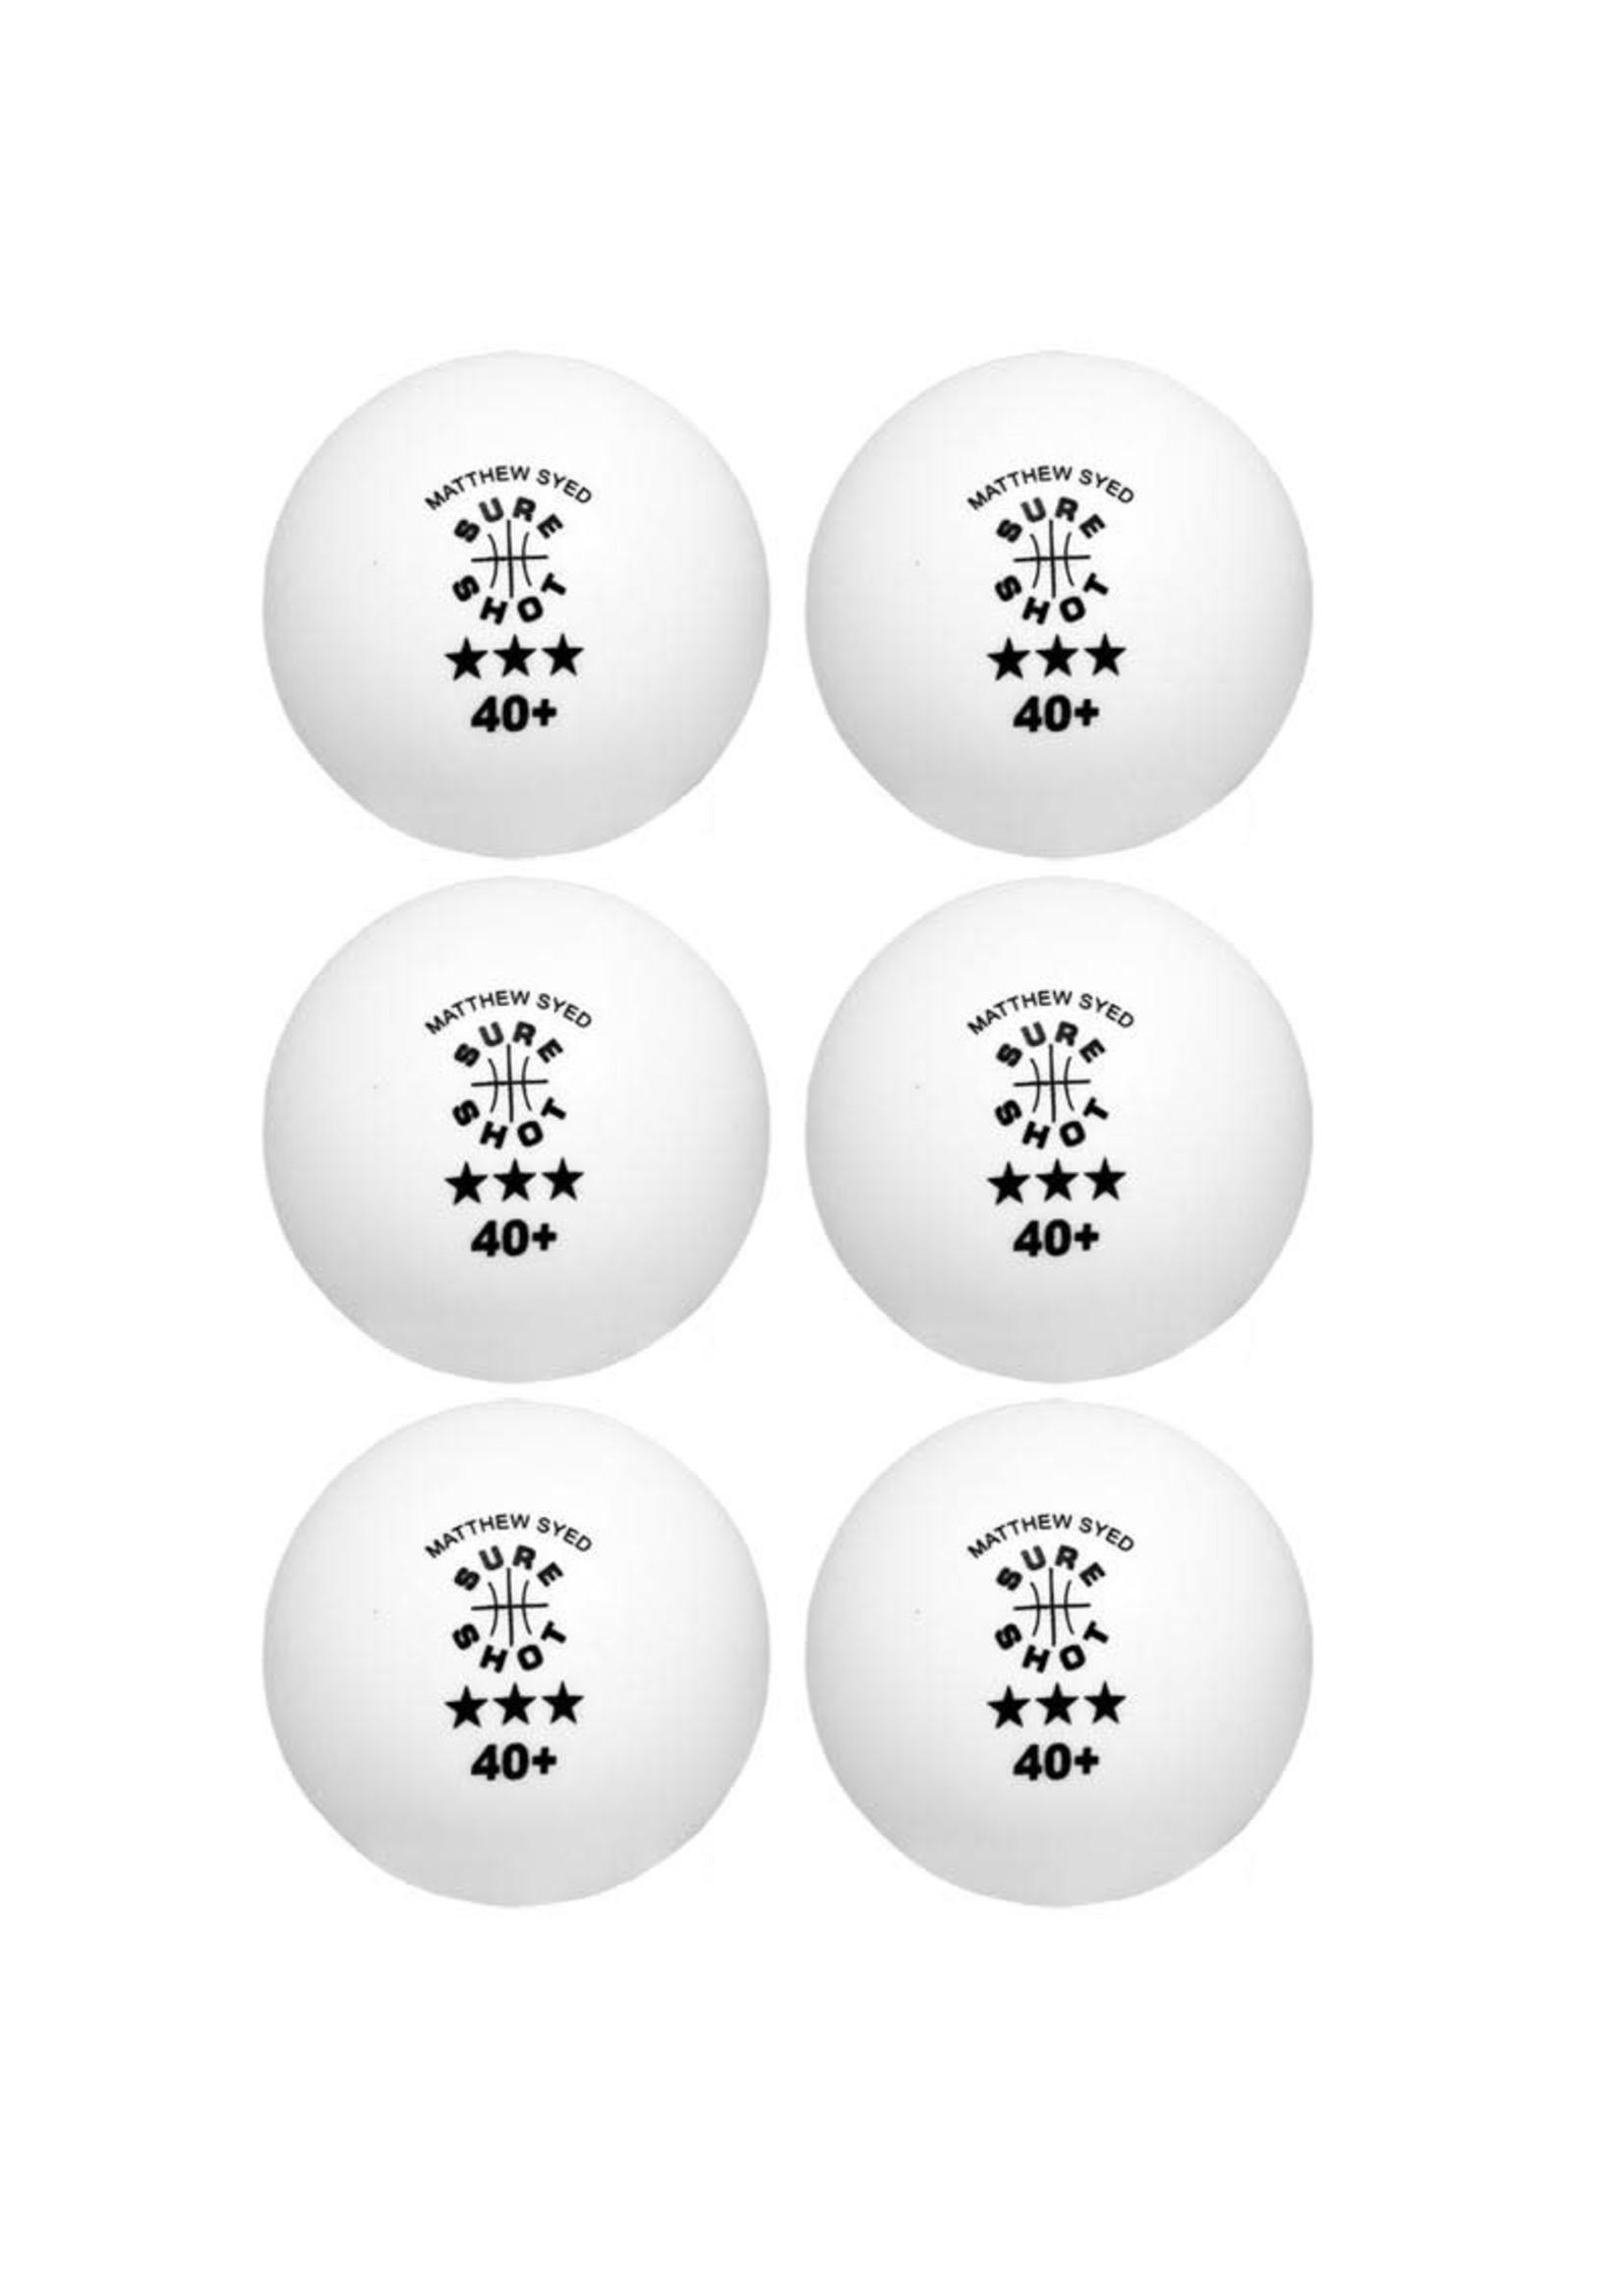 MATTHEW SYED
SURE
SHOT
★★★
40+
MATTHEW SYED
SURE
SHOT
★★★
40+
MATTHEW SYED
SURE
SHOT
★★★
40+
MATTHEW SYED
SURE
SHOT
★★★
40+
MATTHEW SYED
SURE
SHOT
★★★
40+
MATTHEW SYED
SURE
SHOT
★★★
40+